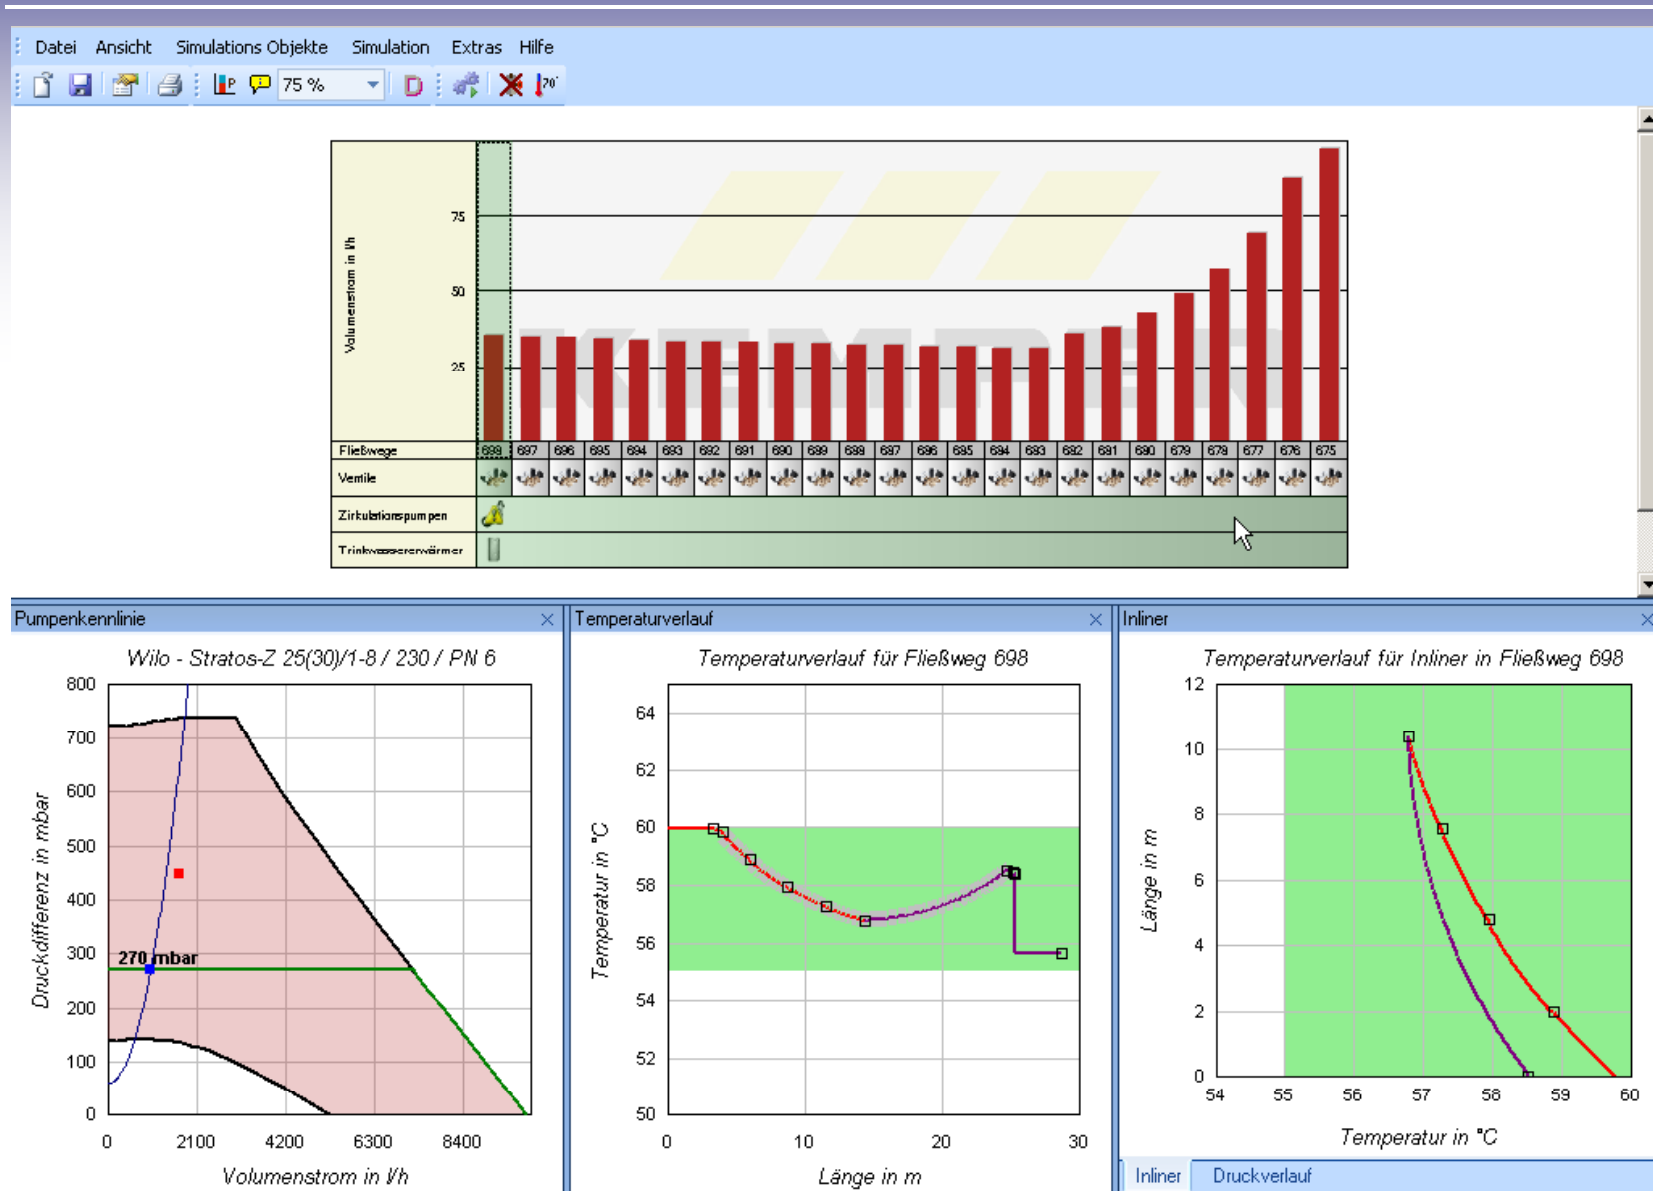 Datei Ansicht Simulations Objekte Simulation Extras Hilfe
P 75 % D 70°
KEMPER
Volumenstrom in l/h
75
50
25
Fließwege 698 697 696 695 694 693 692 691 690 689 688 687 686 685 684 683 682 681 680 679 678 677 676 675
Ventile
Zirkulationspumpen
Trinkwassererwärmer
Pumpenkennlinie
Wilo - Stratos-Z 25(30)/1-8 / 230 / PN 6
Druckdifferenz in mbar
800
700
600
500
400
300
200
100
0
270 mbar
0 2100 4200 6300 8400
Volumenstrom in l/h
Temperaturverlauf
Temperaturverlauf für Fließweg 698
Temperatur in °C
64
62
60
58
56
54
52
50
0 10 20 30
Länge in m
Inliner
Temperaturverlauf für Inliner in Fließweg 698
Länge in m
12
10
8
6
4
2
0
54 55 56 57 58 59 60
Temperatur in °C
Inliner Druckverlauf